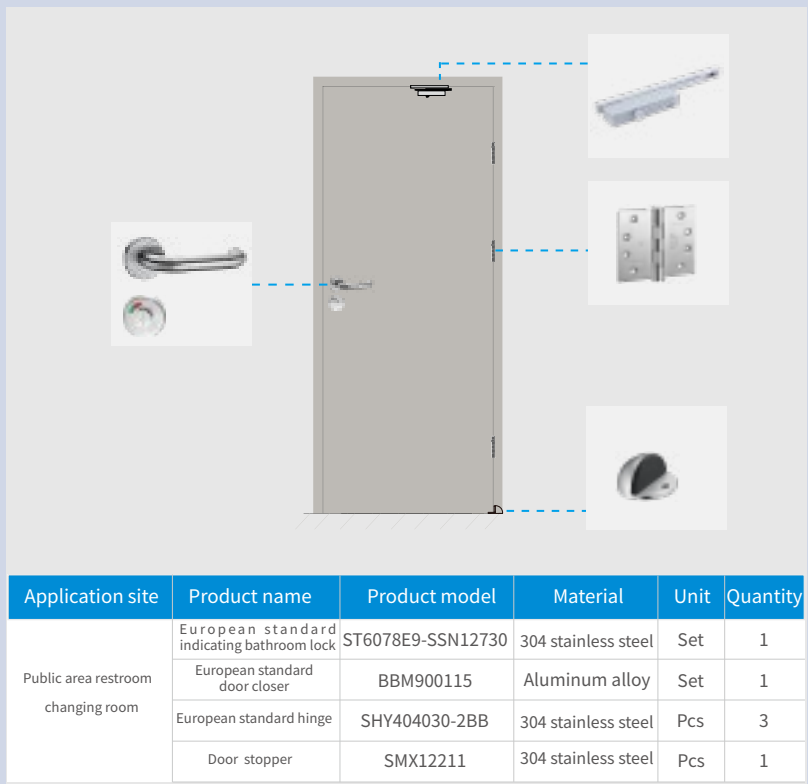 Application site Product name Product model Material Unit Quantity
Public area restroom
changing room
European standard
indicating bathroom lock ST6078E9-SSN12730 304 stainless steel Set 1
European standard
door closer BBM900115 Aluminum alloy Set 1
European standard hinge SHY404030-2BB 304 stainless steel Pcs 3
Door stopper SMX12211 304 stainless steel Pcs 1